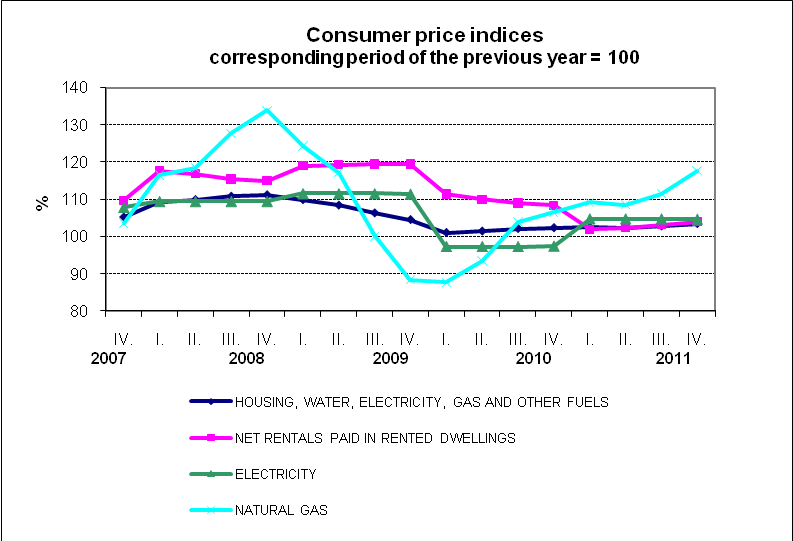 Consumer price indices
corresponding period of the previous year = 100
%
140
130
120
110
100
90
80
IV. I. II. III. IV. I. II. III. IV. I. II. III. IV. I. II. III. IV.
2007 2008 2009 2010 2011
HOUSING, WATER, ELECTRICITY, GAS AND OTHER FUELS
NET RENTALS PAID IN RENTED DWELLINGS
ELECTRICITY
NATURAL GAS